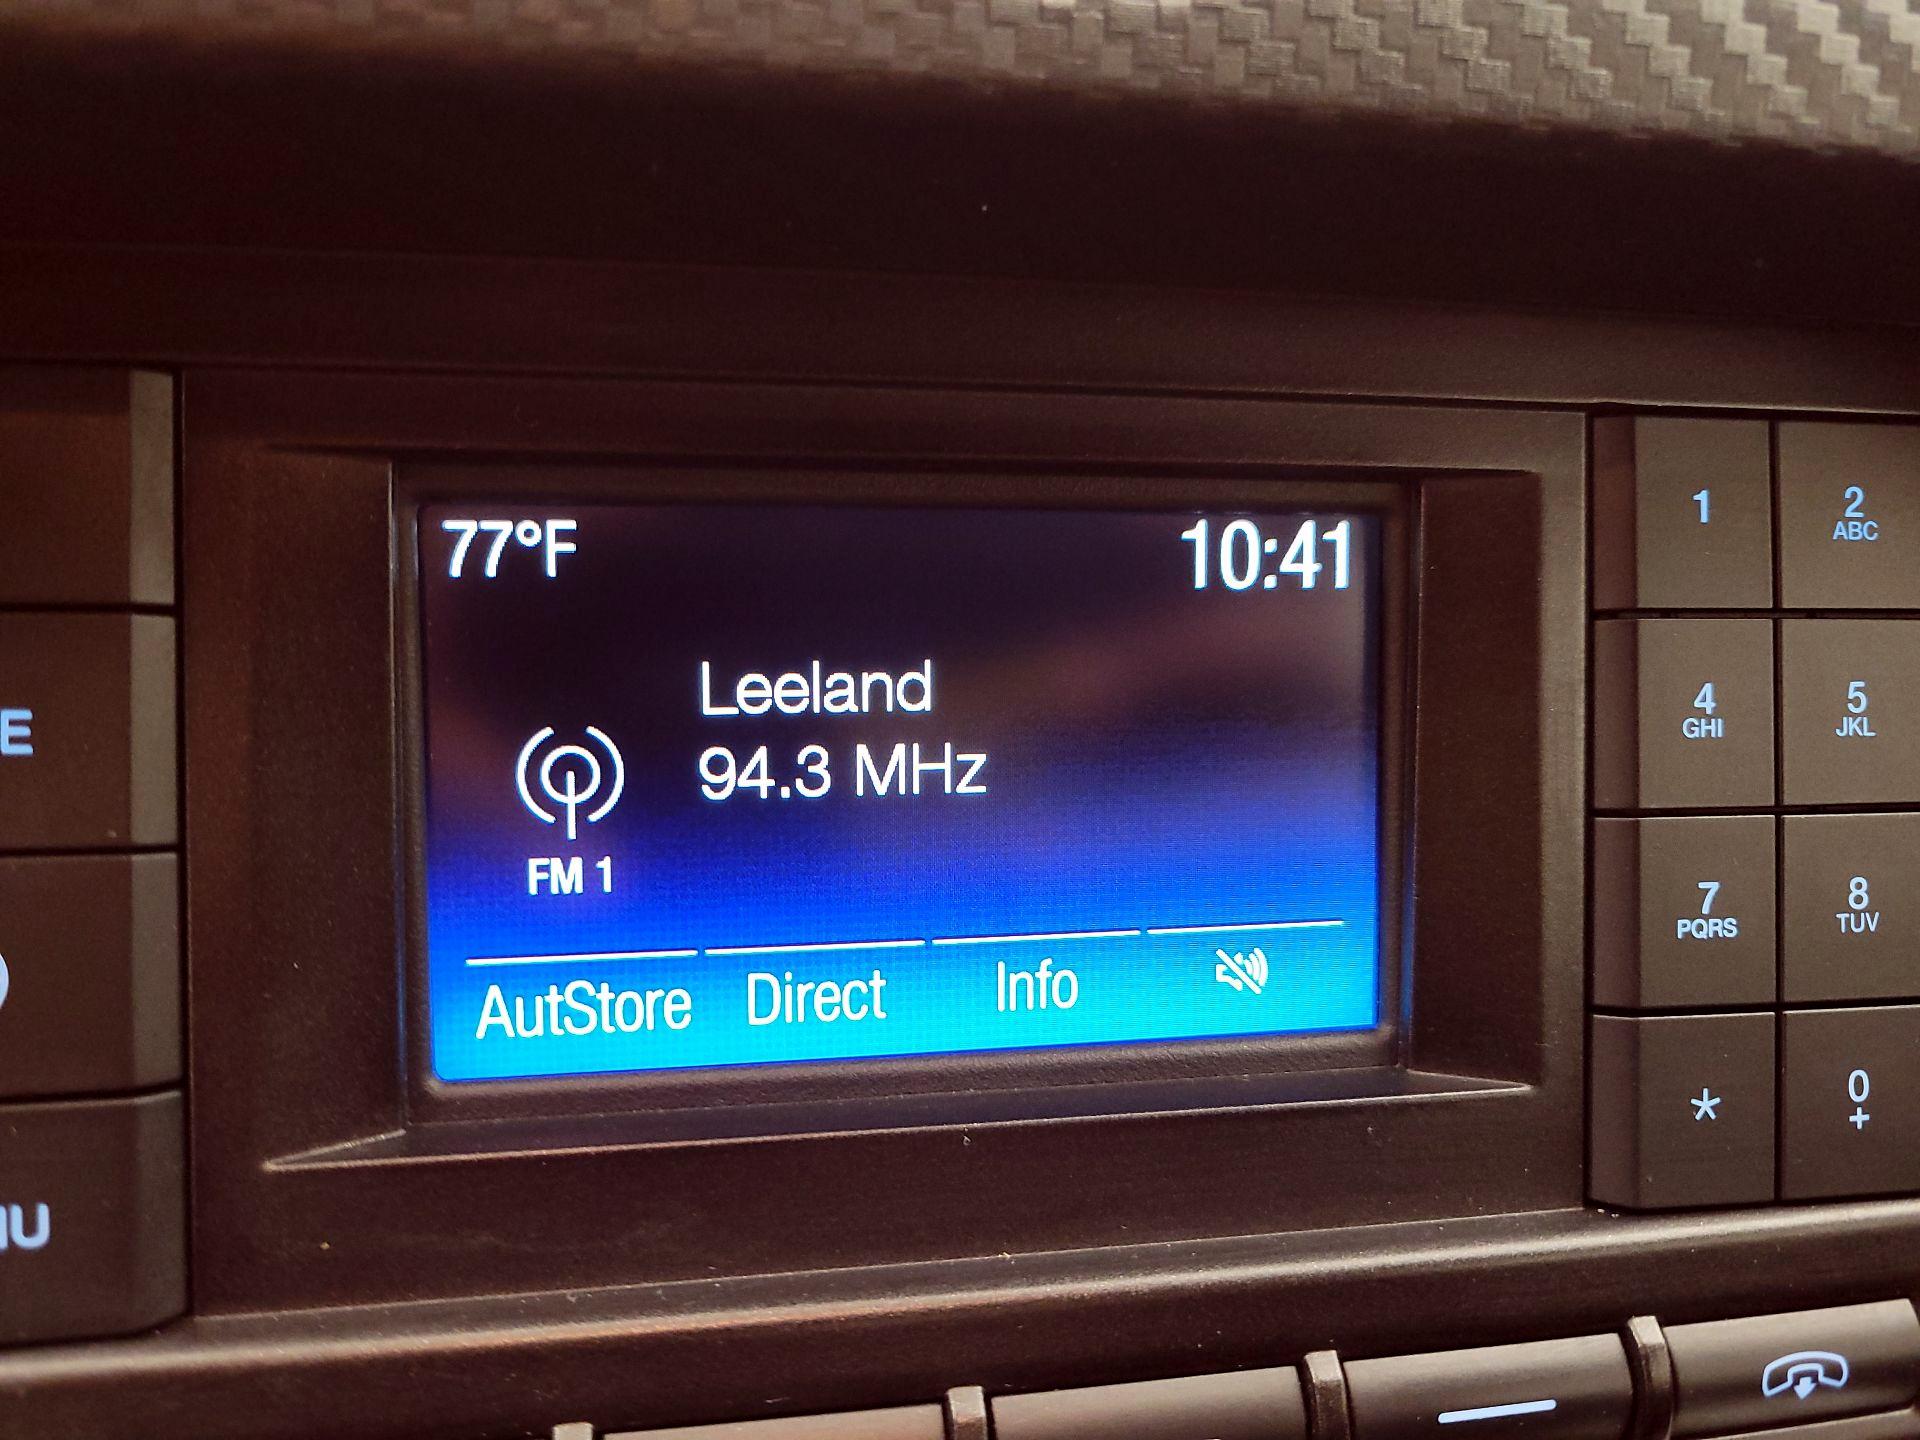 77°F
10:41
Leeland
94.3 MHz
FM 1
AutStore Direct Info
1
2
ABC
4
GHI
5
JKL
7
PQRS
8
TUV
*
0
+
E